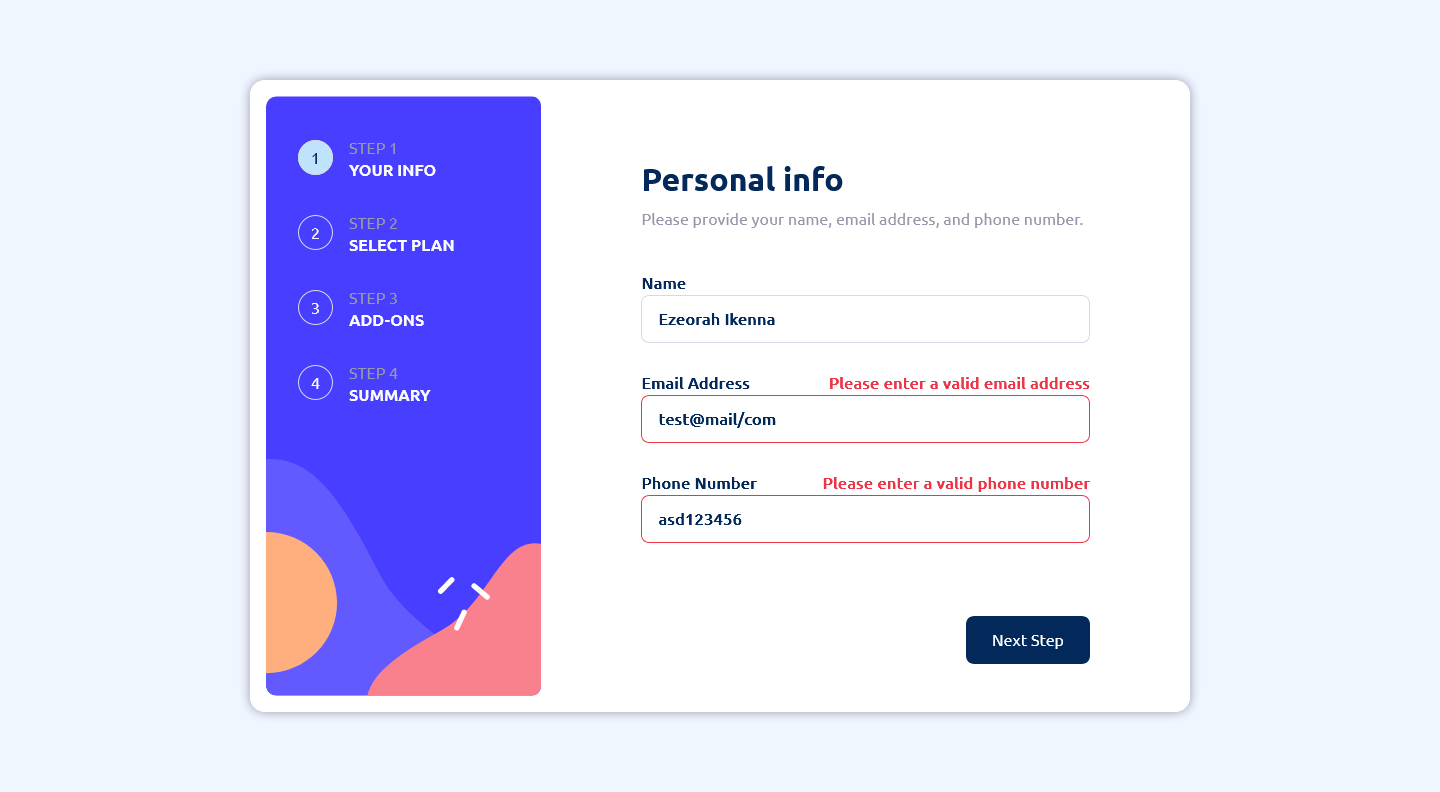 1
STEP 1
YOUR INFO
2
STEP 2
SELECT PLAN
3
STEP 3
ADD-ONS
4
STEP 4
SUMMARY
Personal info
Please provide your name, email address, and phone number.
Name
Ezeorah Ikenna
Email Address Please enter a valid email address
test@mail/com
Phone Number Please enter a valid phone number
asd123456
Next Step